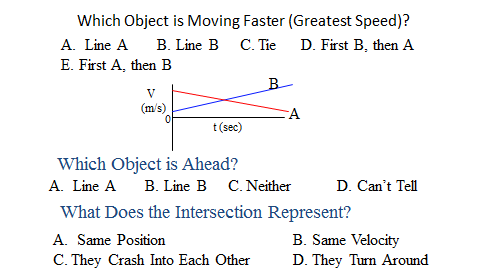 Which Object is Moving Faster (Greatest Speed)?
A. Line A B. Line B C. Tie D. First B, then A
E. First A, then B
B
V
(m/s)
0
A
t (sec)
Which Object is Ahead?
A. Line A B. Line B C. Neither D. Can't Tell
What Does the Intersection Represent?
A. Same Position B. Same Velocity
C. They Crash Into Each Other D. They Turn Around